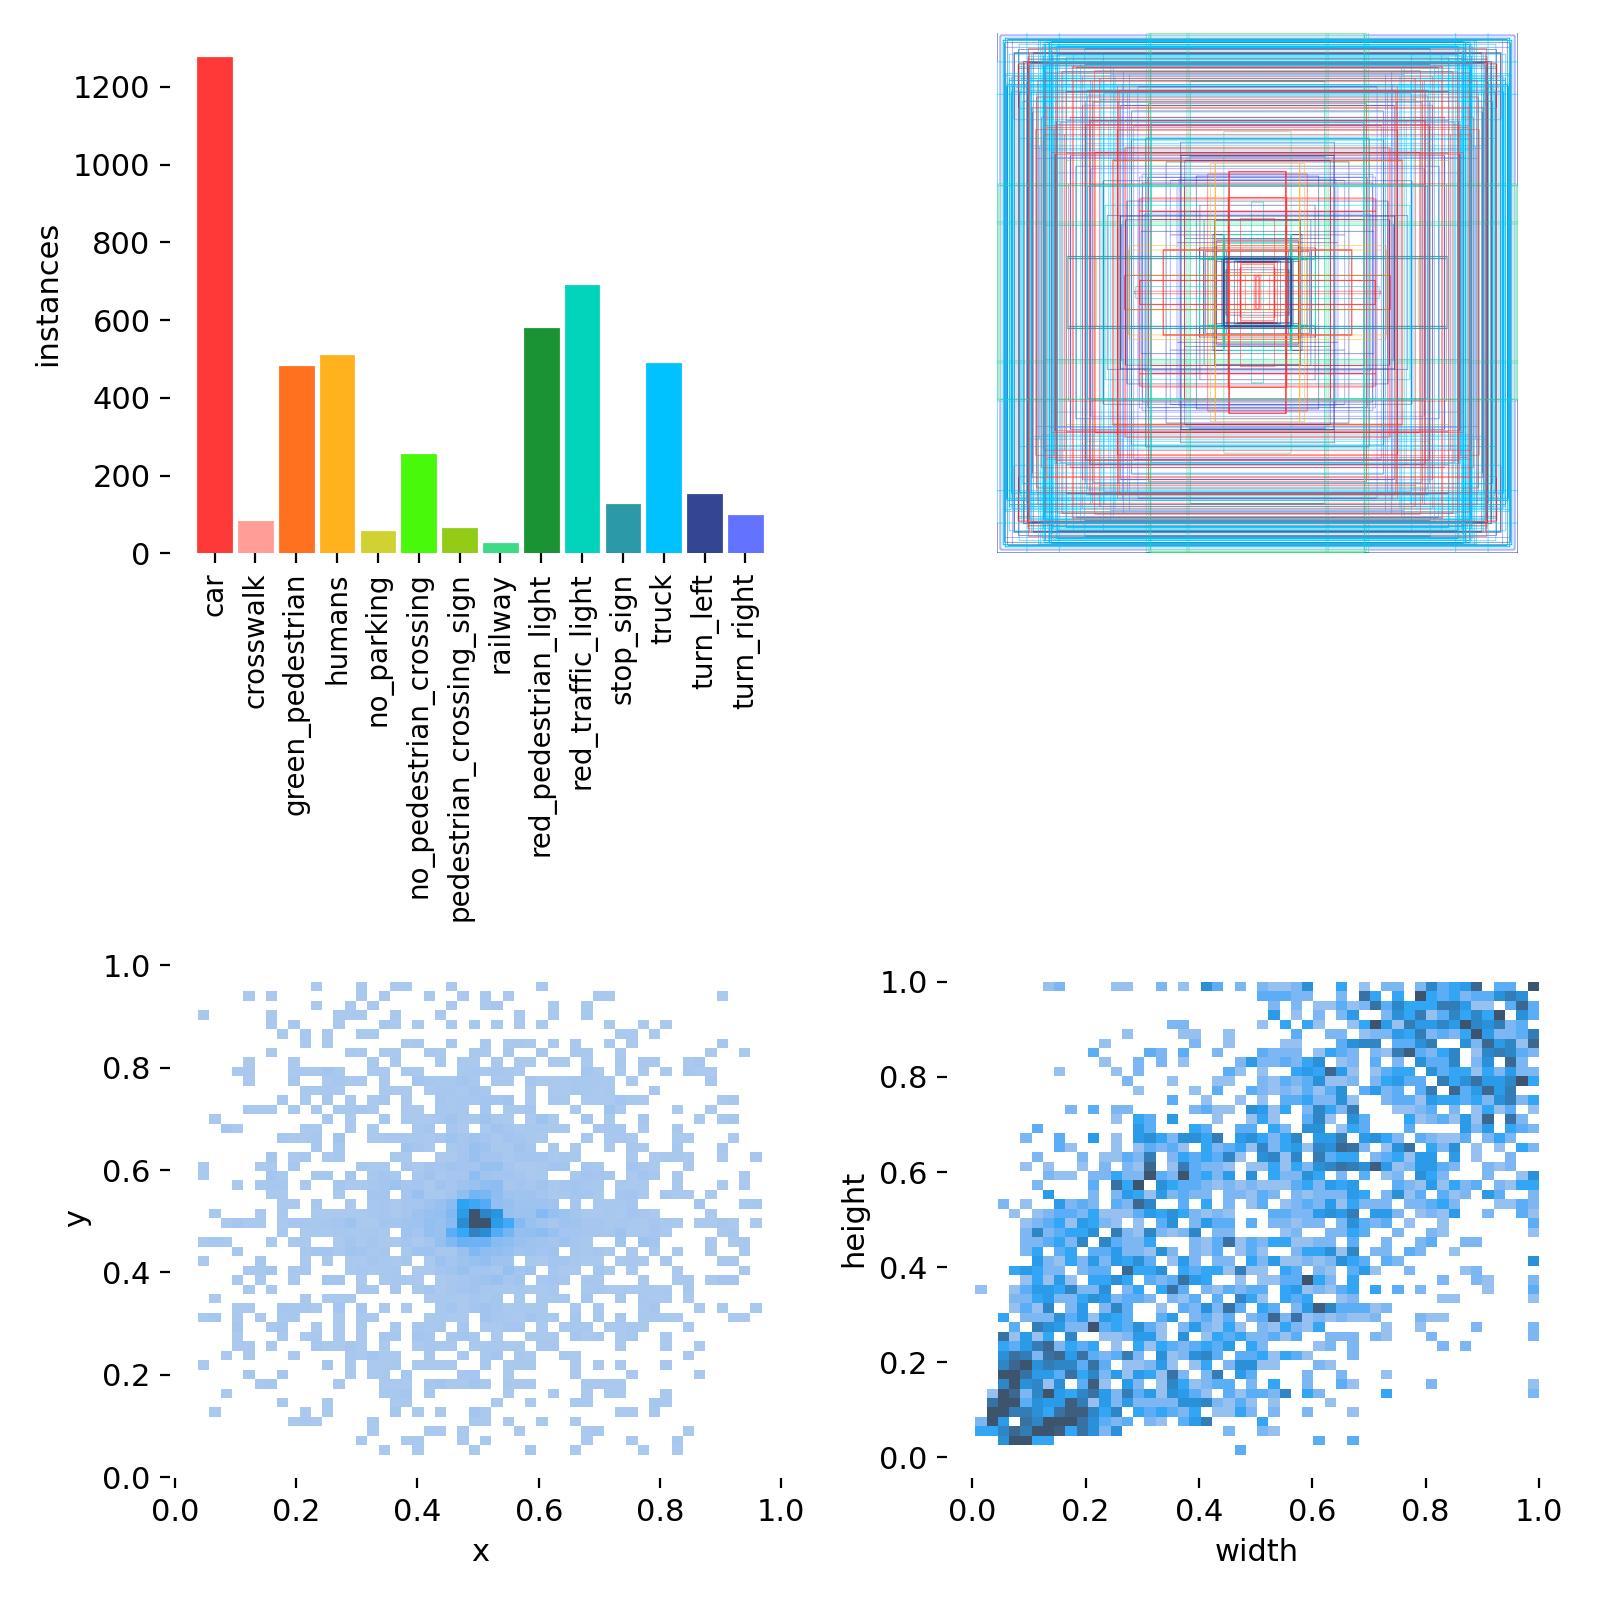 instances
1200
1000
800
600
400
200
0
car
crosswalk
green_pedestrian
humans
no_parking
no_pedestrian_crossing
pedestrian_crossing_sign
railway
red_pedestrian_light
red_traffic_light
stop_sign
truck
turn_left
turn_right
y
1.0
0.8
0.6
0.4
0.2
0.0
0.0 0.2 0.4 0.6 0.8 1.0
x
height
1.0
0.8
0.6
0.4
0.2
0.0
0.0 0.2 0.4 0.6 0.8 1.0
width